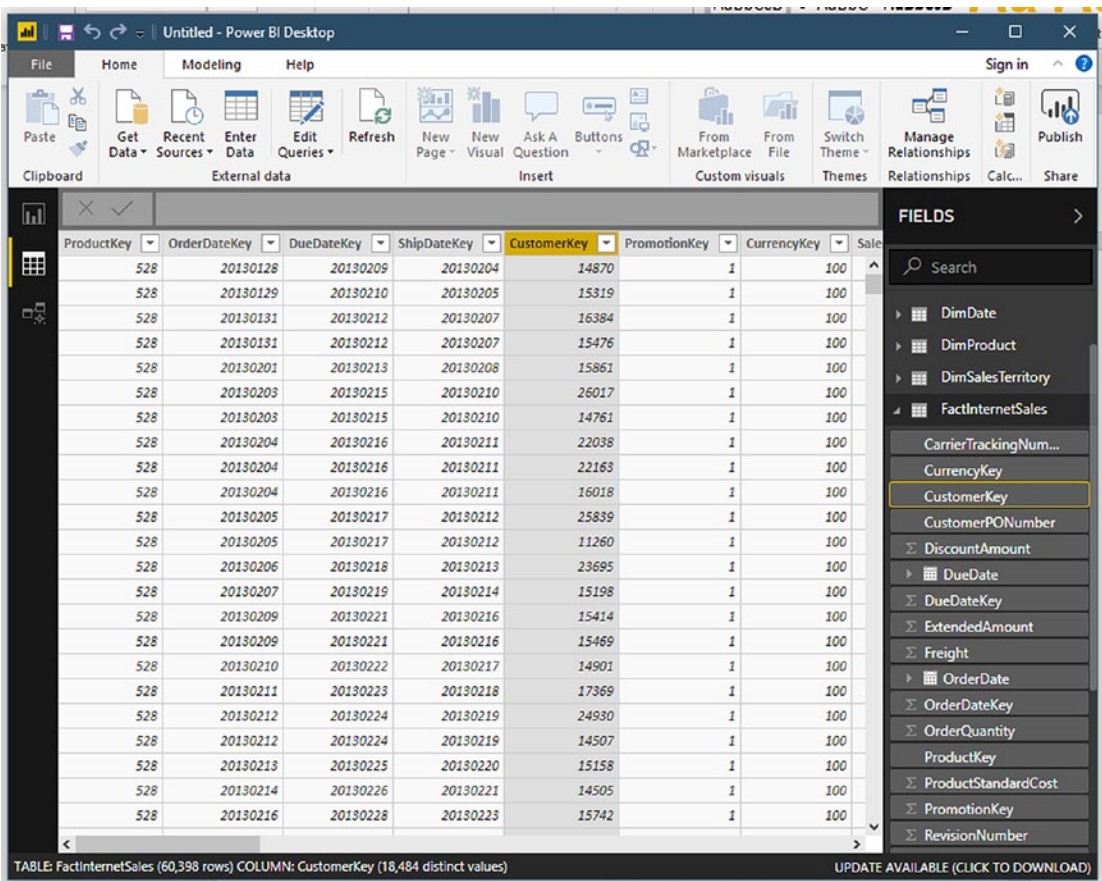 Untitled - Power BI Desktop
File Home Modeling Help Sign in
Paste Get Data Recent Sources Enter Data Edit Queries Refresh New Page New Visual Ask A Question Buttons From Marketplace From File Switch Theme Manage Relationships Publish
Clipboard External data Insert Custom visuals Themes Relationships Calc... Share
FIELDS
Search
ProductKey OrderDateKey DueDateKey ShipDateKey CustomerKey PromotionKey CurrencyKey Sale
528 20130128 20130209 20130204 14870 1 100
528 20130129 20130210 20130205 15319 1 100
528 20130131 20130212 20130207 16384 1 100
528 20130131 20130212 20130207 15476 1 100
528 20130201 20130213 20130208 15861 1 100
528 20130203 20130215 20130210 26017 1 100
528 20130203 20130215 20130210 14761 1 100
528 20130204 20130216 20130211 22038 1 100
528 20130204 20130216 20130211 22163 1 100
528 20130204 20130216 20130211 16018 1 100
528 20130205 20130217 20130212 25839 1 100
528 20130205 20130217 20130212 11260 1 100
528 20130206 20130218 20130213 23695 1 100
528 20130207 20130219 20130214 15198 1 100
528 20130209 20130221 20130216 15414 1 100
528 20130209 20130221 20130216 15469 1 100
528 20130210 20130222 20130217 14901 1 100
528 20130211 20130223 20130218 17369 1 100
528 20130212 20130224 20130219 24930 1 100
528 20130212 20130224 20130219 14507 1 100
528 20130213 20130225 20130220 15158 1 100
528 20130214 20130226 20130221 14505 1 100
528 20130216 20130228 20130223 15742 1 100
DimDate
DimProduct
DimSalesTerritory
FactInternetSales
CarrierTrackingNum...
CurrencyKey
CustomerKey
CustomerPONumber
DiscountAmount
DueDate
DueDateKey
ExtendedAmount
Freight
OrderDate
OrderDateKey
OrderQuantity
ProductKey
ProductStandardCost
PromotionKey
RevisionNumber
TABLE: FactInternetSales (60,398 rows) COLUMN: CustomerKey (18,484 distinct values)
UPDATE AVAILABLE (CLICK TO DOWNLOAD)